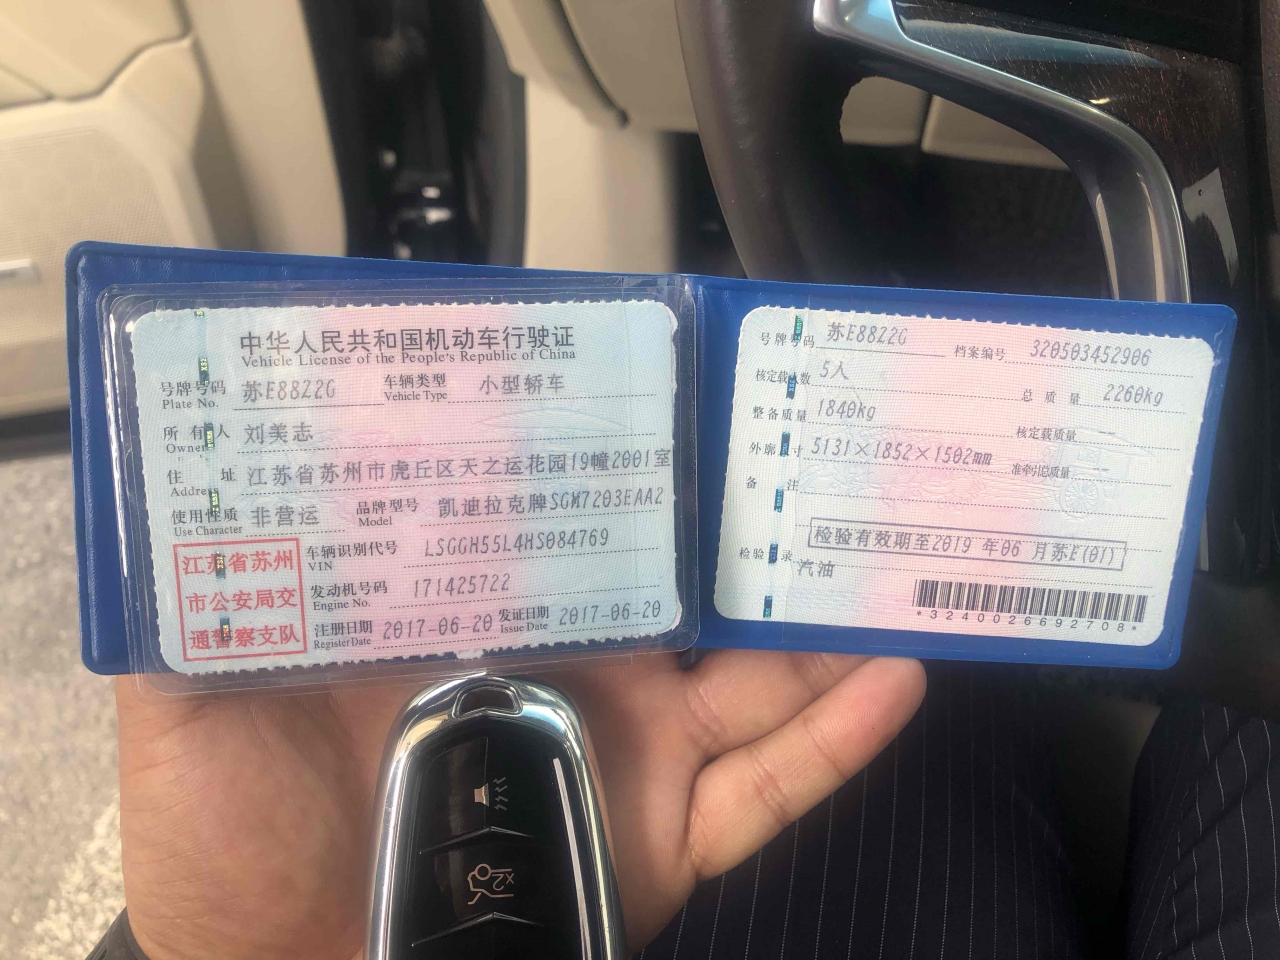 中华人民共和国机动车行驶证
Vehicle License of the People's Republic of China
号牌号码 苏E88Z2G 车辆类型 小型轿车
Plate No. Vehicle Type
所有人 刘美志
Owner
住址 江苏省苏州市虎丘区天之运花园19幢2001室
Address
使用性质 非营运 品牌型号 凯迪拉克牌SGM7203EAA2
Use Character Model
江苏省苏州
市公安局交
通警察支队
车辆识别代号 LSGGH55L4HS084769
VIN
发动机号码 171425722
Engine No.
注册日期 2017-06-20 发证日期 2017-06-20
Register Date Issue Date
号牌号码 苏E88Z2G 档案编号 320503452906
核定载人数 5人 总质量 2260kg
整备质量 1840kg 核定载质量 --
外廓尺寸 5131×1852×1502mm 准牵引总质量 --
备注
检验有效期至2019 年06 月苏E(01)
检验记录 汽油
*3240026692708*
x2